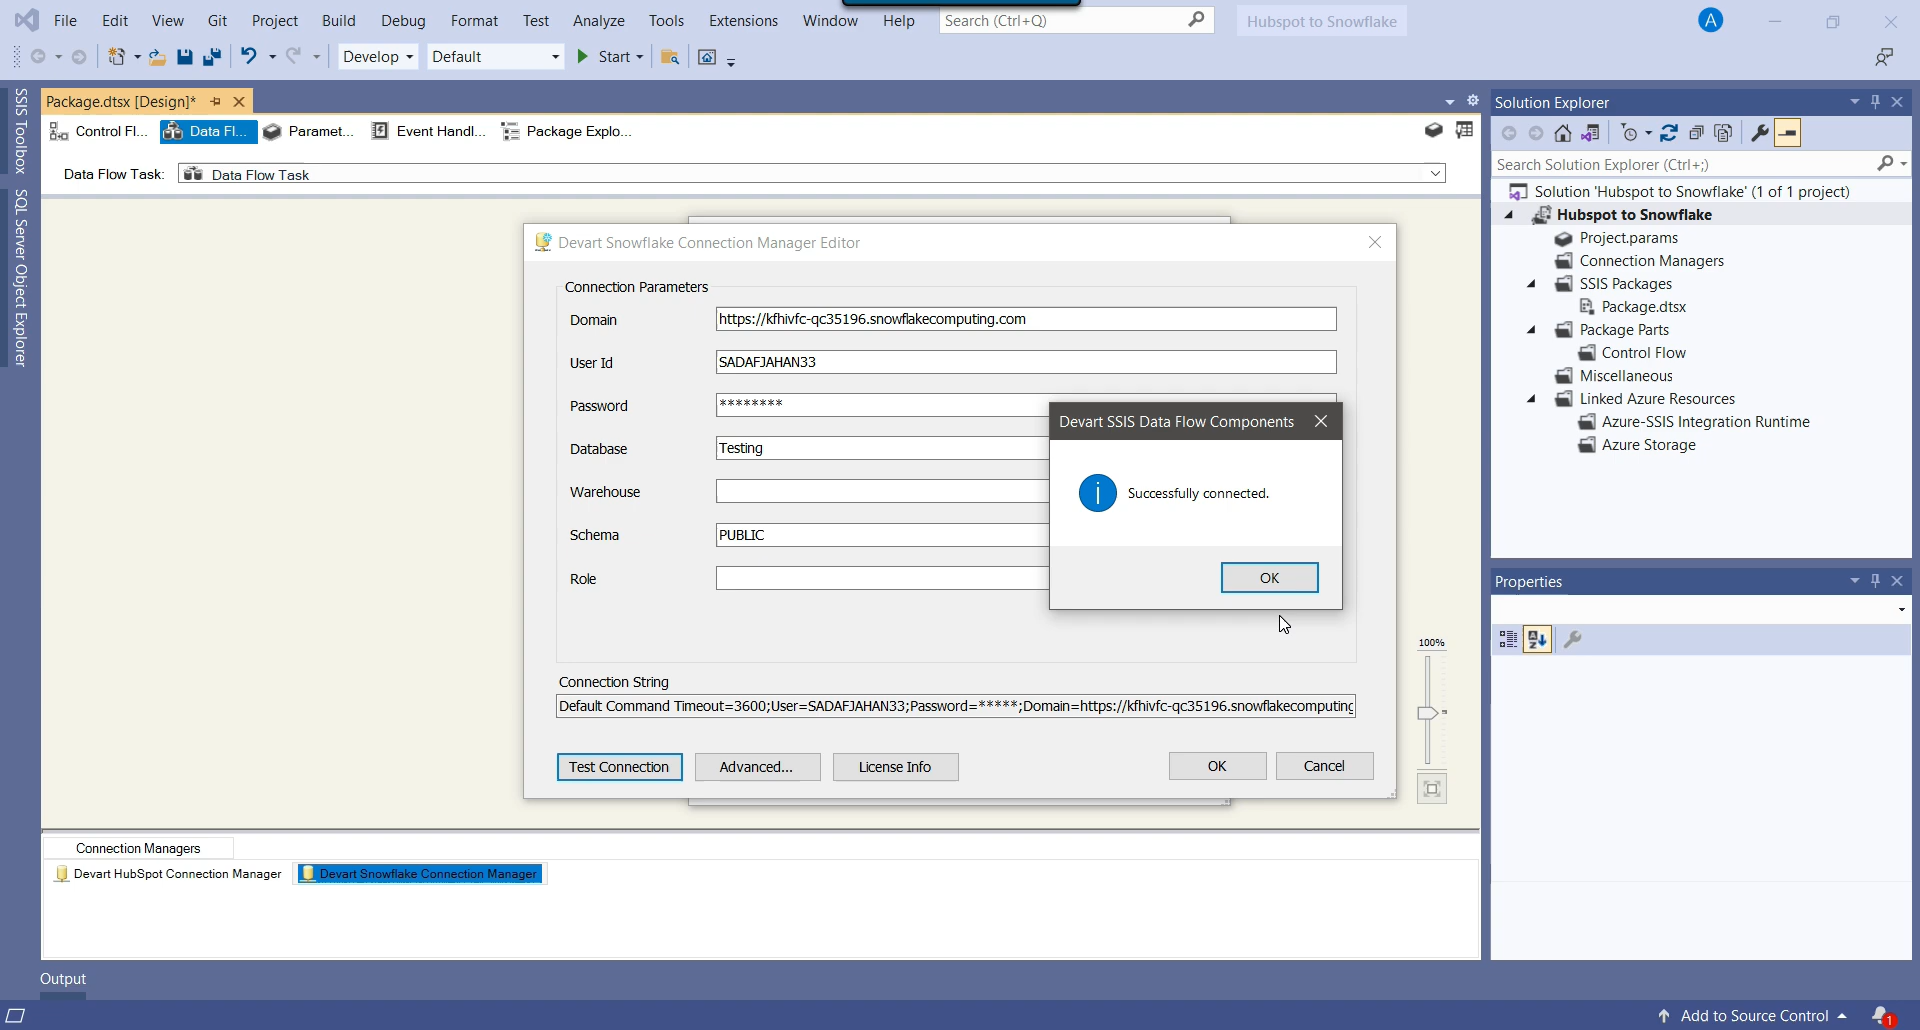 File Edit View Git Project Build Debug Format Test Analyze Tools Extensions Window Help Search (Ctrl+Q) Hubspot to Snowflake A
Develop Default Start
Package.dtsx [Design]*
Control Fl... Data Fl... Paramet... Event Handl... Package Explo...
Data Flow Task: Data Flow Task
SSIS Toolbox
SQL Server Object Explorer
Devart Snowflake Connection Manager Editor
Connection Parameters
Domain https://kfhivfc-qc35196.snowflakecomputing.com
User Id SADAFJAHAN33
Password ********
Database Testing
Warehouse
Schema PUBLIC
Role
Devart SSIS Data Flow Components
Successfully connected.
OK
Connection String
Default Command Timeout=3600;User=SADAFJAHAN33;Password=*****;Domain=https://kfhivfc-qc35196.snowflakecomputing
Test Connection Advanced... License Info OK Cancel
100%
Connection Managers
Devart HubSpot Connection Manager Devart Snowflake Connection Manager
Output
Solution Explorer
Search Solution Explorer (Ctrl+;)
Solution 'Hubspot to Snowflake' (1 of 1 project)
Hubspot to Snowflake
Project.params
Connection Managers
SSIS Packages
Package.dtsx
Package Parts
Control Flow
Miscellaneous
Linked Azure Resources
Azure-SSIS Integration Runtime
Azure Storage
Properties
Add to Source Control 1